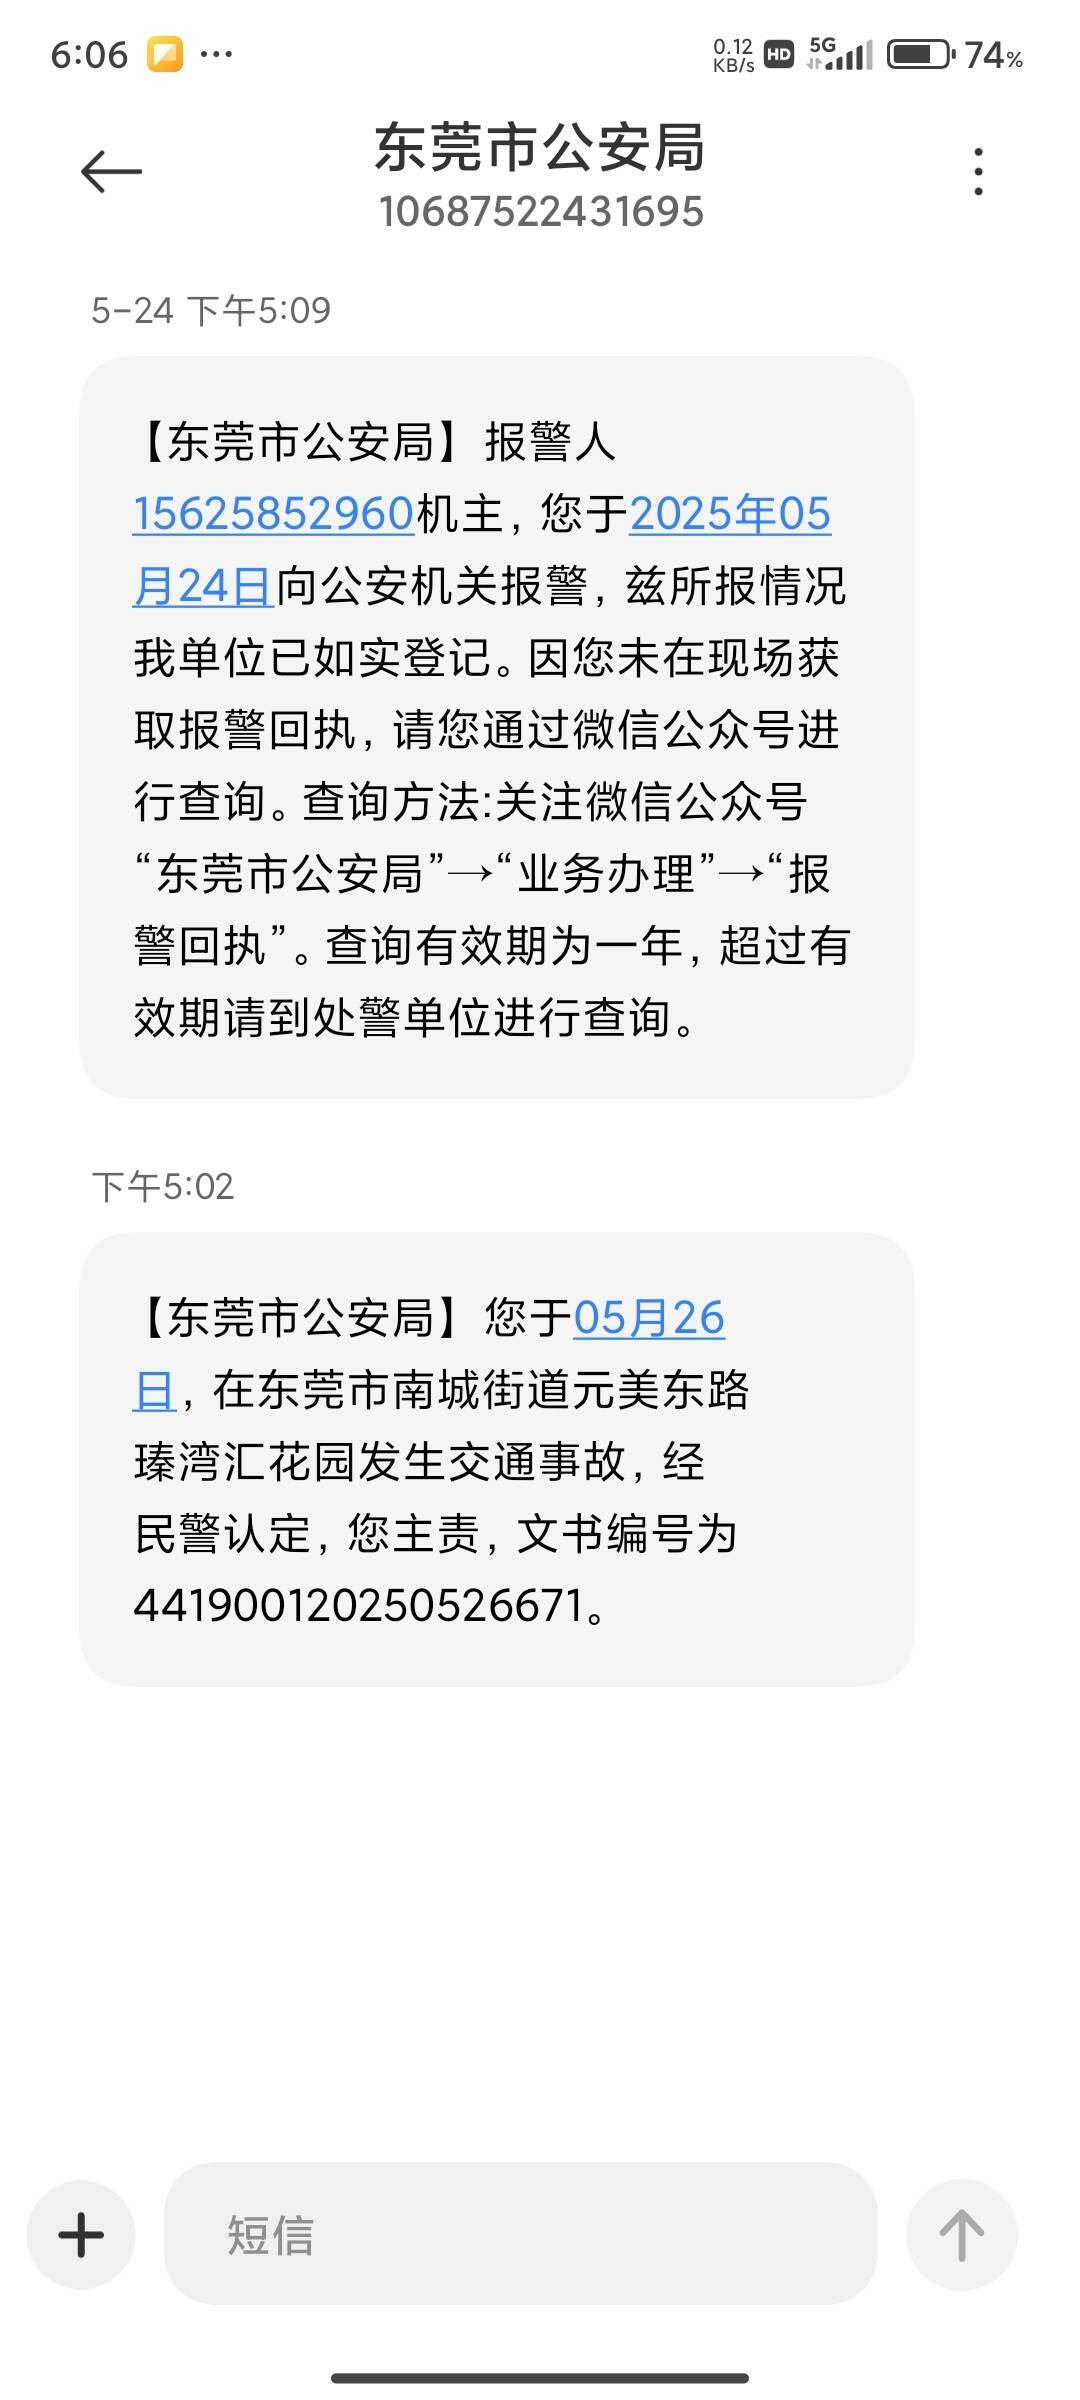 6:06 ··· 0.12 KB/s HD 5G 74%
东莞市公安局
10687522431695
5-24 下午5:09
【东莞市公安局】报警人
15625852960机主，您于2025年05
月24日向公安机关报警，兹所报情况
我单位已如实登记。因您未在现场获
取报警回执，请您通过微信公众号进
行查询。查询方法:关注微信公众号
“东莞市公安局”→“业务办理”→“报
警回执”。查询有效期为一年，超过有
效期请到处警单位进行查询。
下午5:02
【东莞市公安局】您于05月26
日，在东莞市南城街道元美东路
瑧湾汇花园发生交通事故，经
民警认定，您主责，文书编号为
441900120250526671。
短信